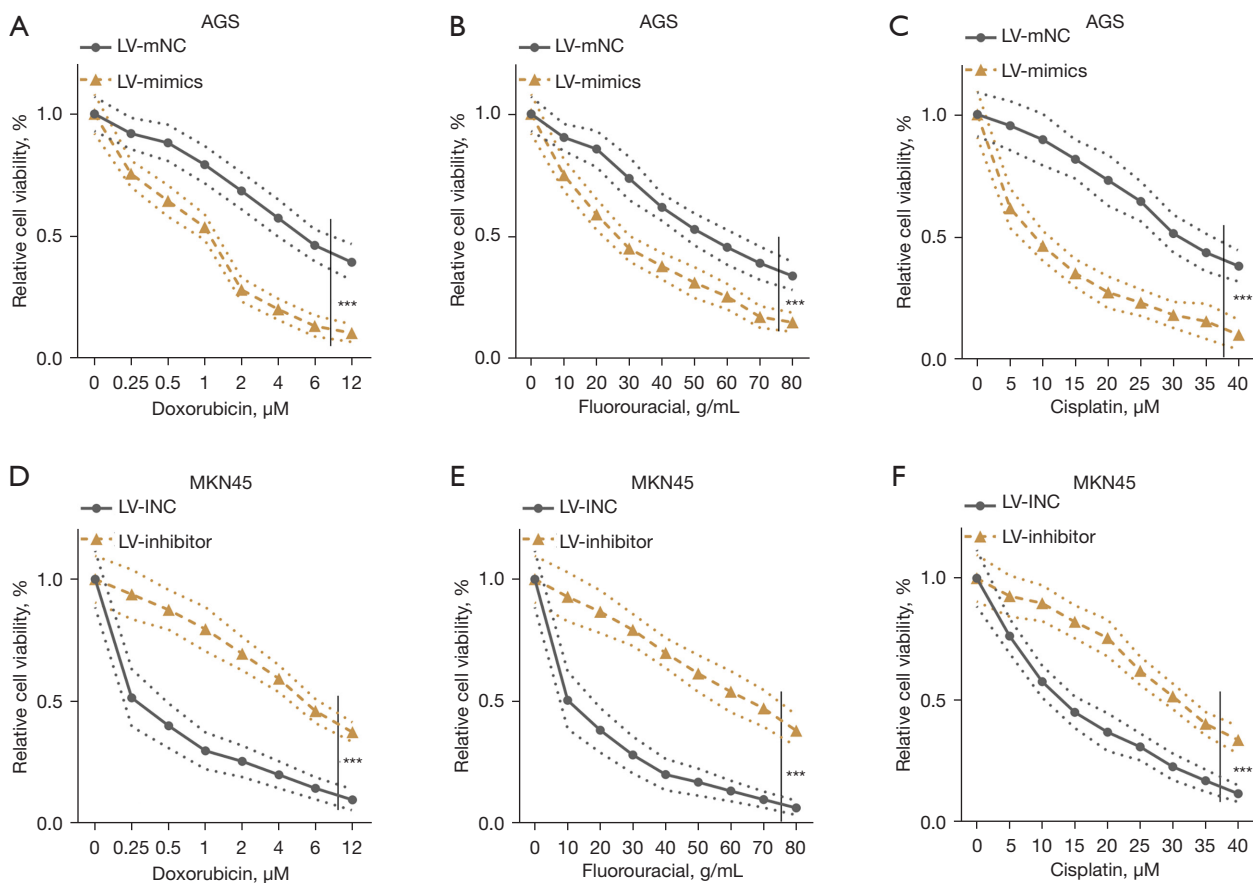 A
AGS
LV-mNC
LV-mimics
Relative cell viability, %
1.0
0.5
0.0
***
0 0.25 0.5 1 2 4 6 12
Doxorubicin, µM
B
AGS
LV-mNC
LV-mimics
Relative cell viability, %
1.0
0.5
0.0
***
0 10 20 30 40 50 60 70 80
Fluorouracial, g/mL
C
AGS
LV-mNC
LV-mimics
Relative cell viability, %
1.0
0.5
0.0
***
0 5 10 15 20 25 30 35 40
Cisplatin, µM
D
MKN45
LV-INC
LV-inhibitor
Relative cell viability, %
1.0
0.5
0.0
***
0 0.25 0.5 1 2 4 6 12
Doxorubicin, µM
E
MKN45
LV-INC
LV-inhibitor
Relative cell viability, %
1.0
0.5
0.0
***
0 10 20 30 40 50 60 70 80
Fluorouracial, g/mL
F
MKN45
LV-INC
LV-inhibitor
Relative cell viability, %
1.0
0.5
0.0
***
0 5 10 15 20 25 30 35 40
Cisplatin, µM